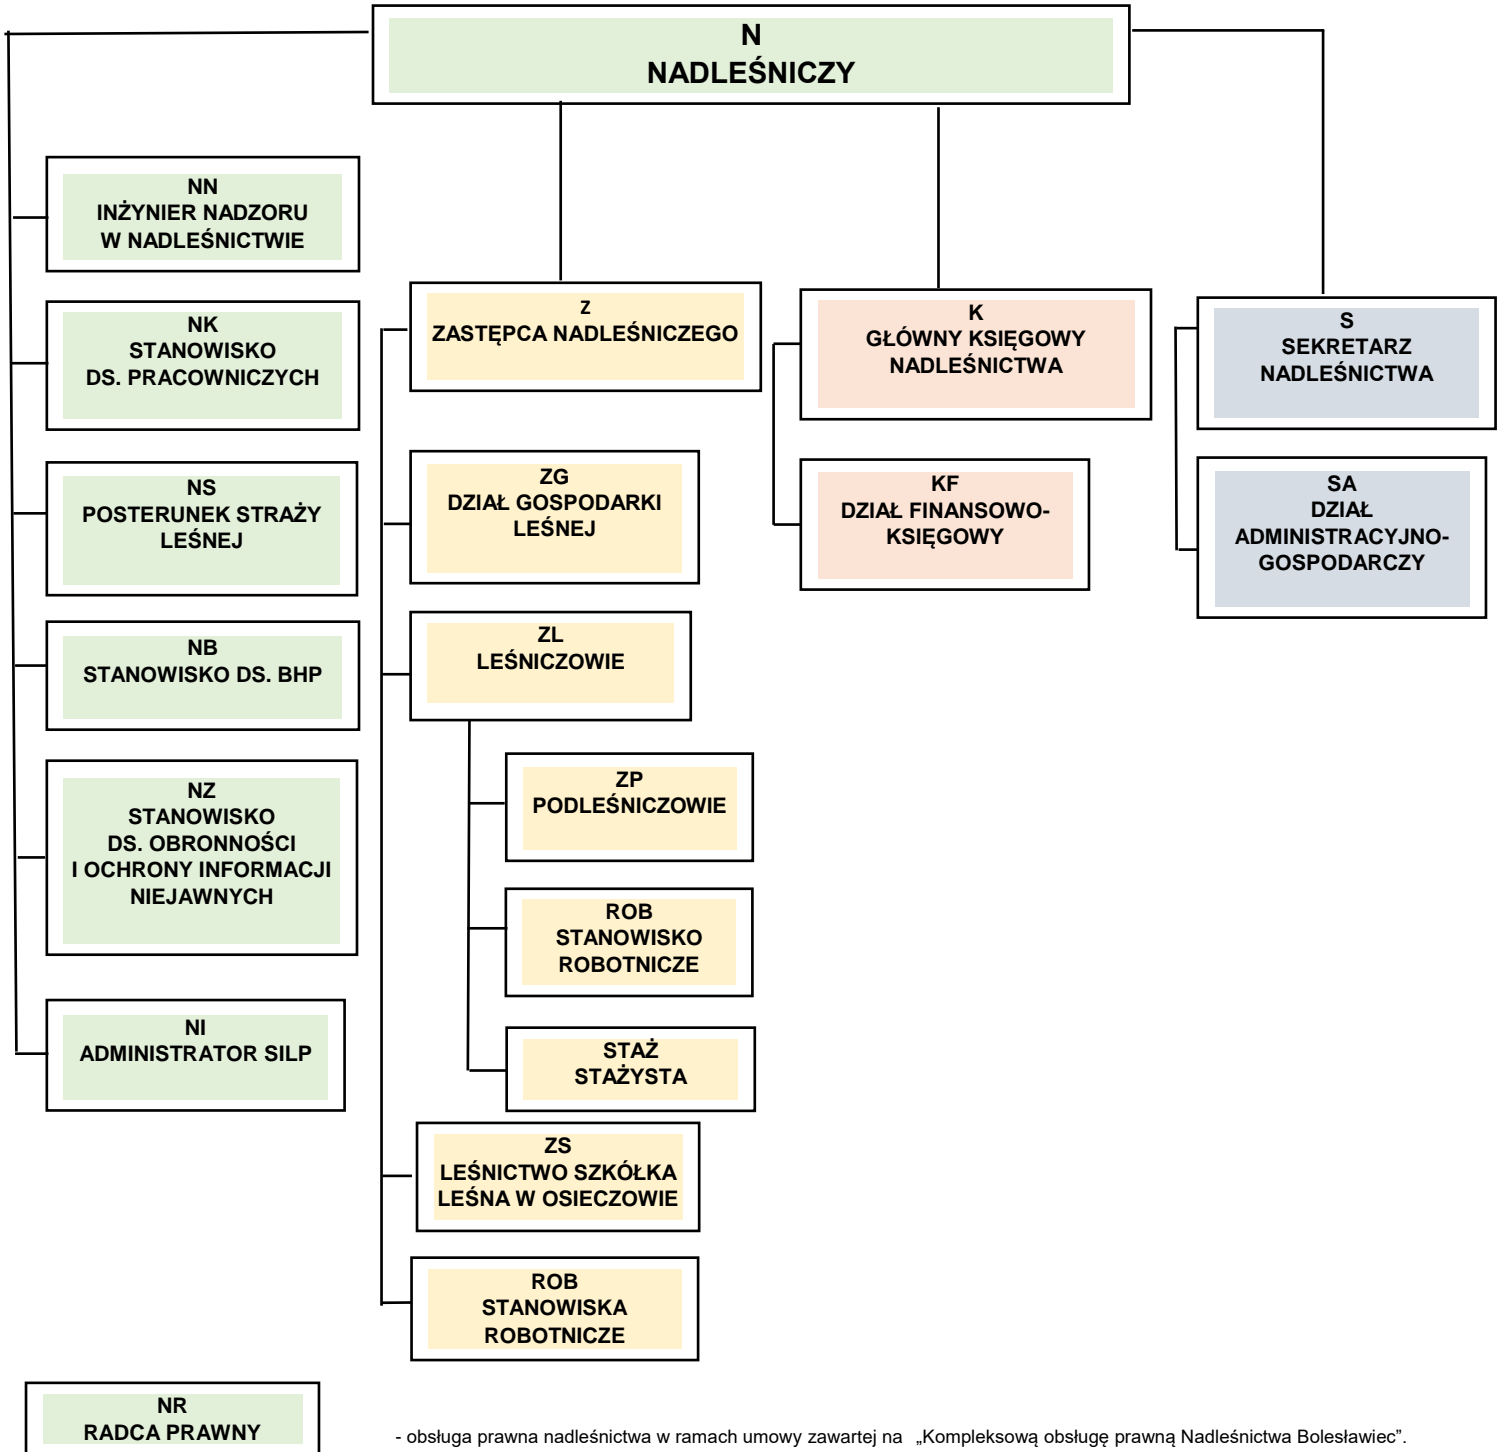 N
NADLEŚNICZY
NN
INŻYNIER NADZORU
W NADLEŚNICTWIE
NK
STANOWISKO
DS. PRACOWNICZYCH
NS
POSTERUNEK STRAŻY
LEŚNEJ
NB
STANOWISKO DS. BHP
NZ
STANOWISKO
DS. OBRONNOŚCI
I OCHRONY INFORMACJI
NIEJAWNYCH
NI
ADMINISTRATOR SILP
Z
ZASTĘPCA NADLEŚNICZEGO
ZG
DZIAŁ GOSPODARKI
LEŚNEJ
ZL
LEŚNICZOWIE
ZP
PODLEŚNICZOWIE
ROB
STANOWISKO
ROBOTNICZE
STAŻ
STAŻYSTA
ZS
LEŚNICTWO SZKÓŁKA
LEŚNA W OSIECZOWIE
ROB
STANOWISKA
ROBOTNICZE
K
GŁÓWNY KSIĘGOWY
NADLEŚNICTWA
KF
DZIAŁ FINANSOWO-
KSIĘGOWY
S
SEKRETARZ
NADLEŚNICTWA
SA
DZIAŁ
ADMINISTRACYJNO-
GOSPODARCZY
NR
RADCA PRAWNY
- obsługa prawna nadleśnictwa w ramach umowy zawartej na „Kompleksową obsługę prawną Nadleśnictwa Bolesławiec”.